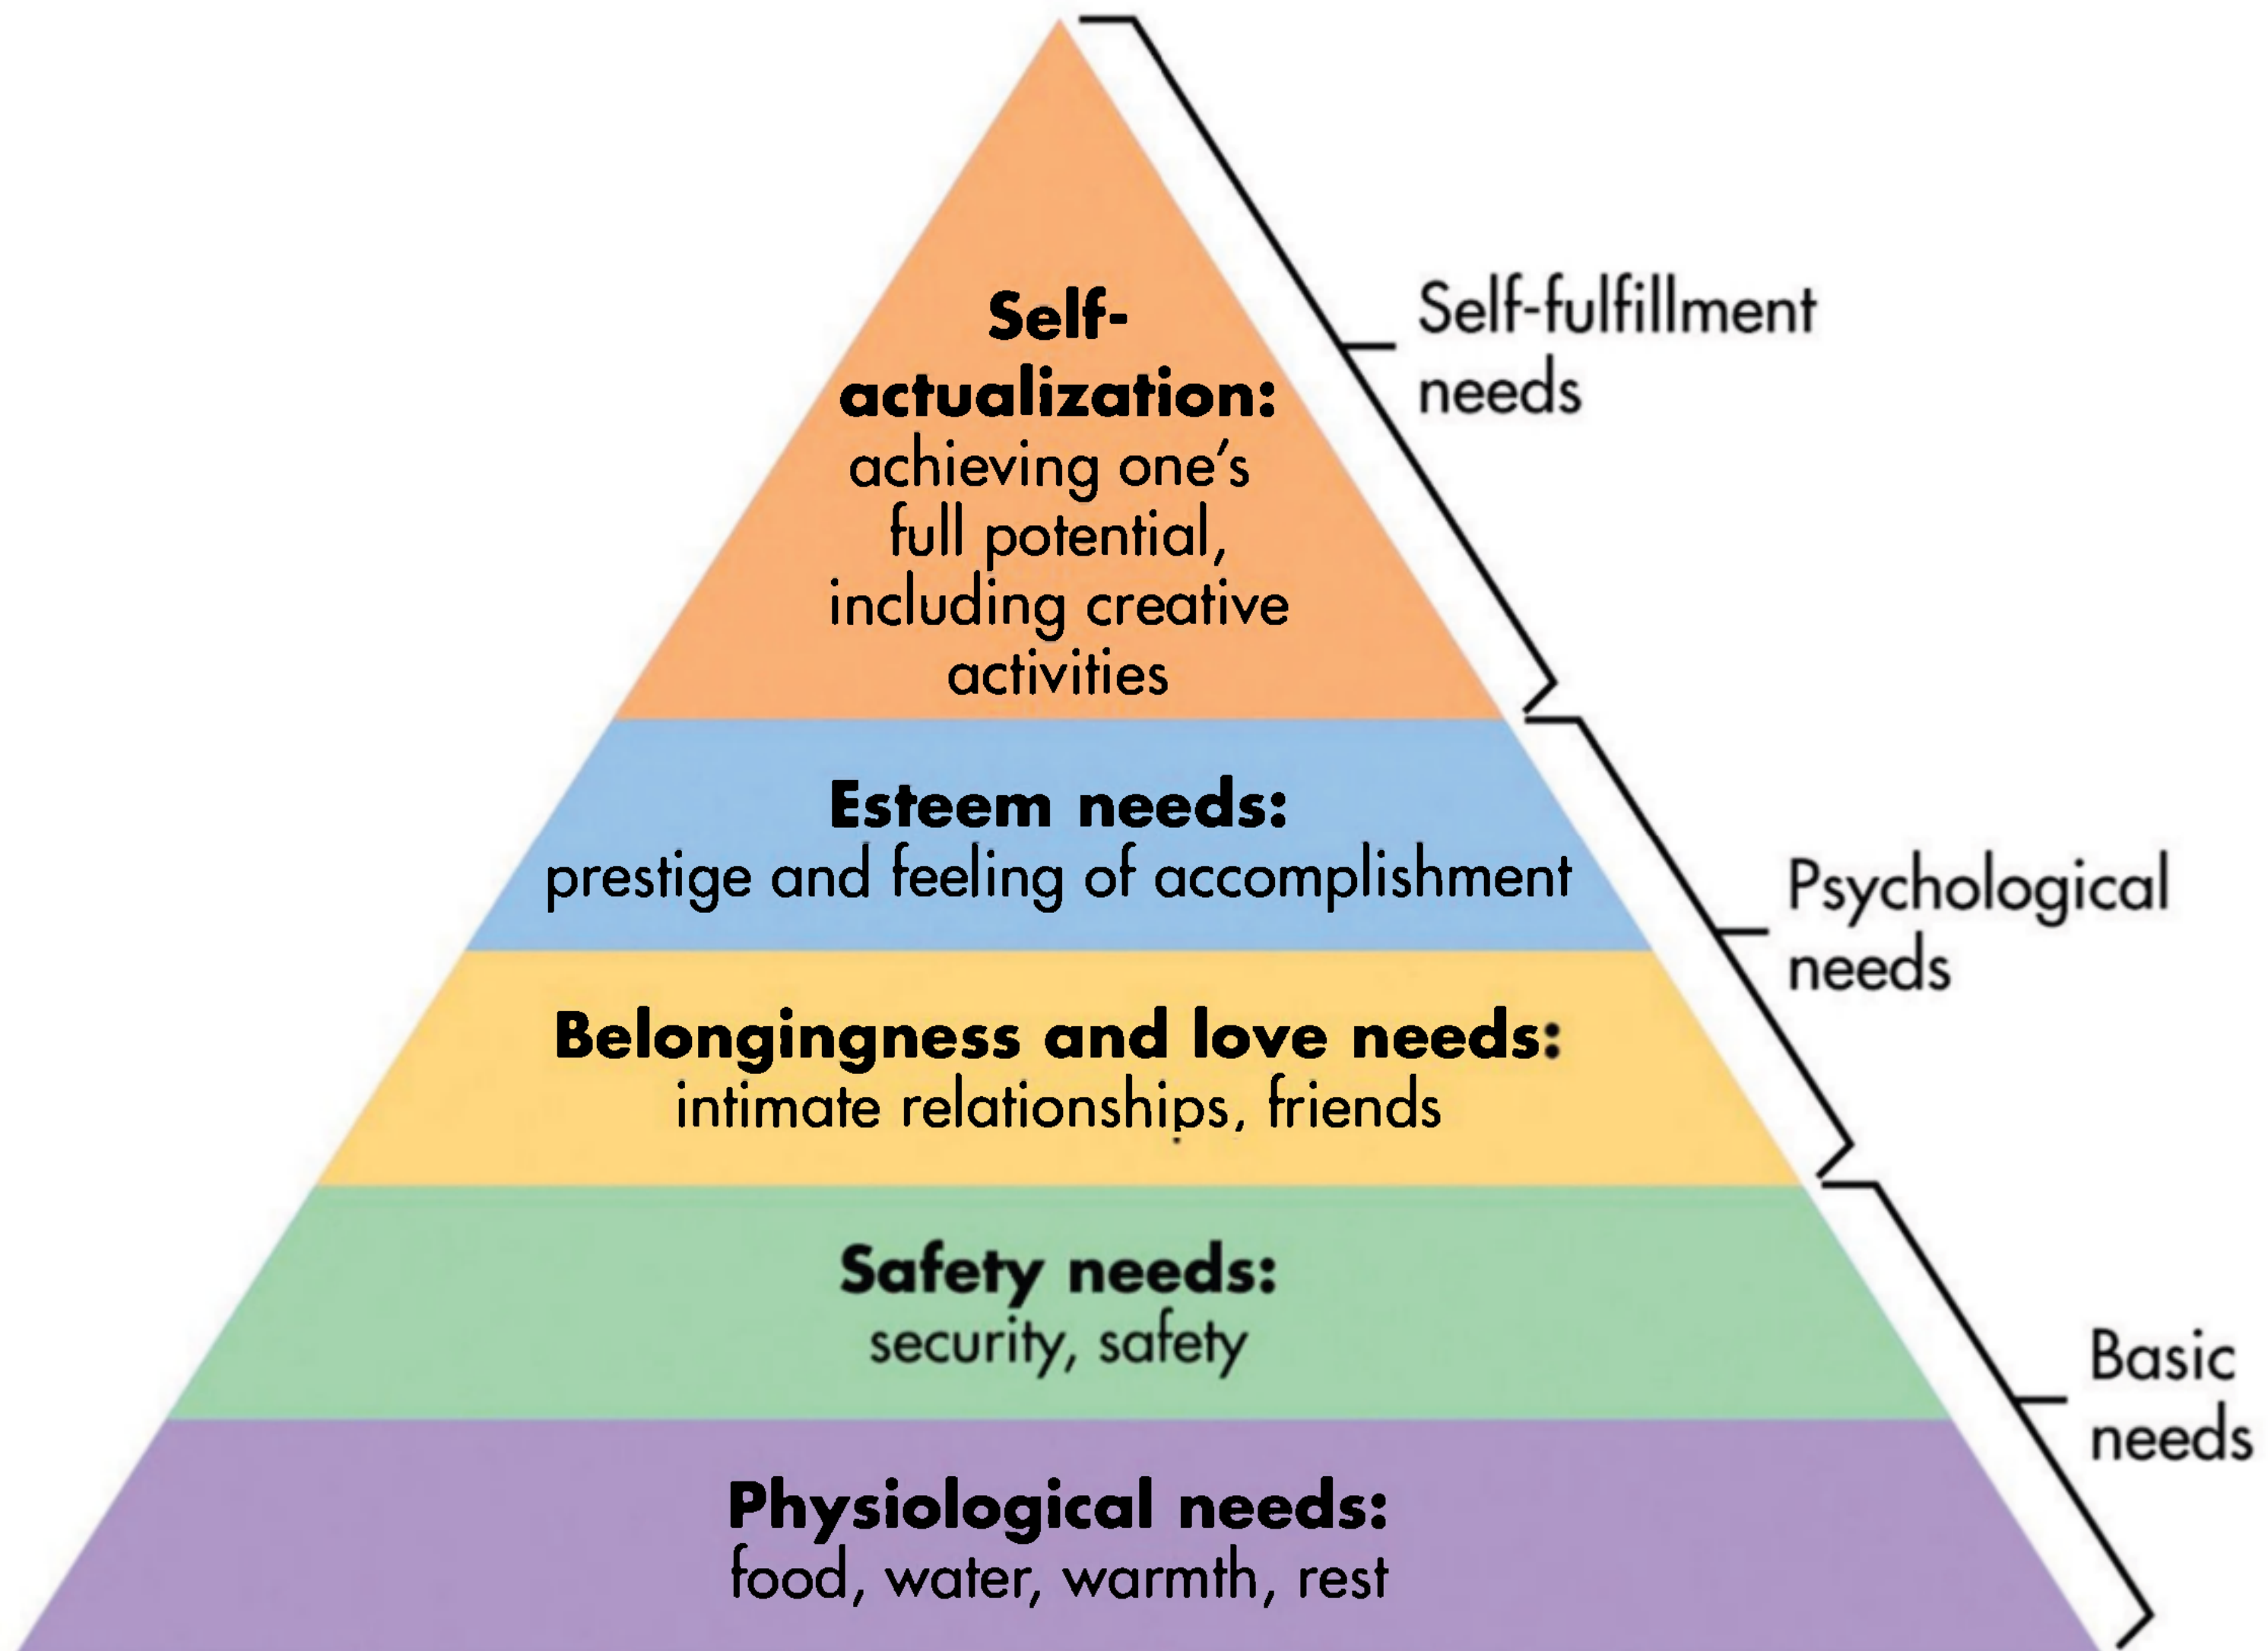 Self-
actualization:
achieving one's
full potential,
including creative
activities
Self-fulfillment
needs
Esteem needs:
prestige and feeling of accomplishment
Psychological
needs
Belongingness and love needs:
intimate relationships, friends
Safety needs:
security, safety
Basic
needs
Physiological needs:
food, water, warmth, rest